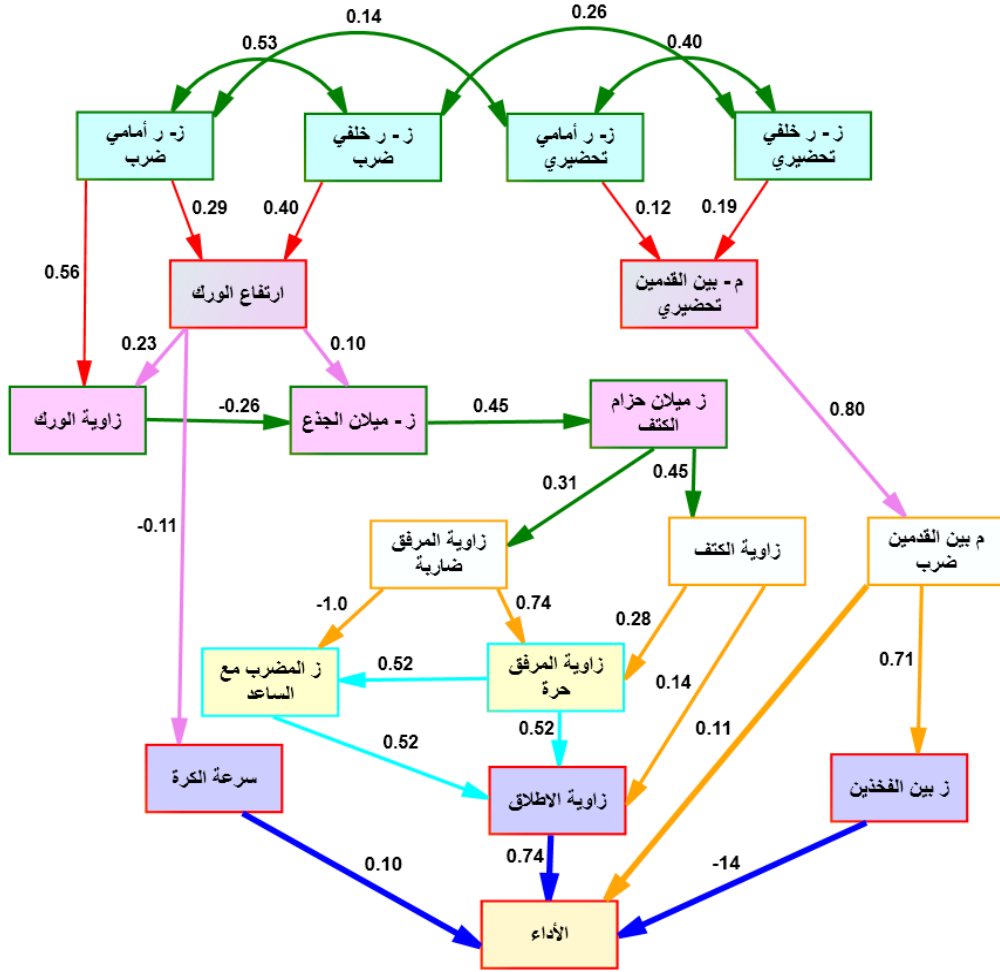 0.14
0.26
0.53
0.40
ز- ر أمامي
ضرب
ز - ر خلفي
ضرب
ز- ر أمامي
تحضيري
ز - ر خلفي
تحضيري
0.29
0.40
0.12
0.19
0.56
ارتفاع الورك
م - بين القدمين
تحضيري
0.23
0.10
زاوية الورك
-0.26
ز - ميلان الجذع
0.45
ز ميلان حزام
الكتف
0.80
0.31
0.45
-0.11
زاوية المرفق
ضاربة
زاوية الكتف
م بين القدمين
ضرب
-1.0
0.74
0.28
ز المضرب مع
الساعد
0.52
زاوية المرفق
حرة
0.14
0.71
0.52
0.52
0.11
سرعة الكرة
زاوية الاطلاق
ز بين الفخذين
0.10
0.74
-14
الأداء